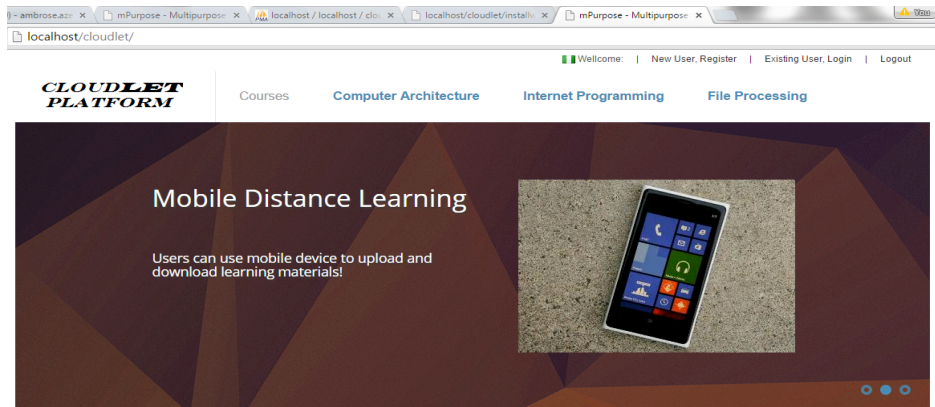 ) - ambrose.aze
mPurpose - Multipurpose
localhost / localhost / clo
localhost/cloudlet/install
mPurpose - Multipurpose
You
localhost/cloudlet/
Wellcome: | New User, Register | Existing User, Login | Logout
CLOUDLET
PLATFORM
Courses Computer Architecture Internet Programming File Processing
Mobile Distance Learning
Users can use mobile device to upload and
download learning materials!